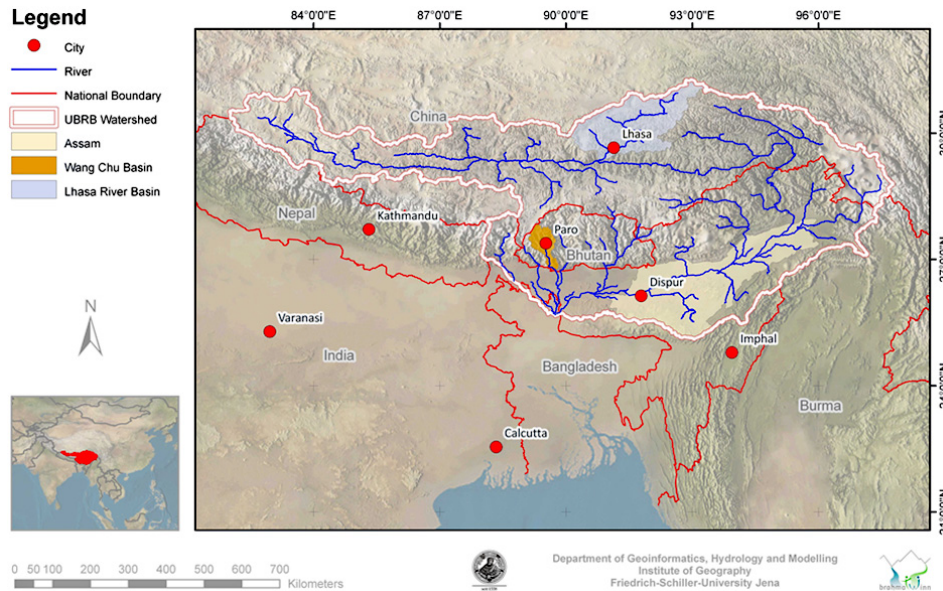 Legend
City
River
National Boundary
UBRB Watershed
Assam
Wang Chu Basin
Lhasa River Basin
N
84°0'0"E
87°0'0"E
90°0'0"E
93°0'0"E
96°0'0"E
China
Lhasa
Nepal
Kathmandu
Paro
Bhutan
Dispur
Varanasi
India
Imphal
Bangladesh
Burma
Calcutta
0 50 100 200 300 400 500 600 700
Kilometers
Department of Geoinformatics, Hydrology and Modelling
Institute of Geography
Friedrich-Schiller-University Jena